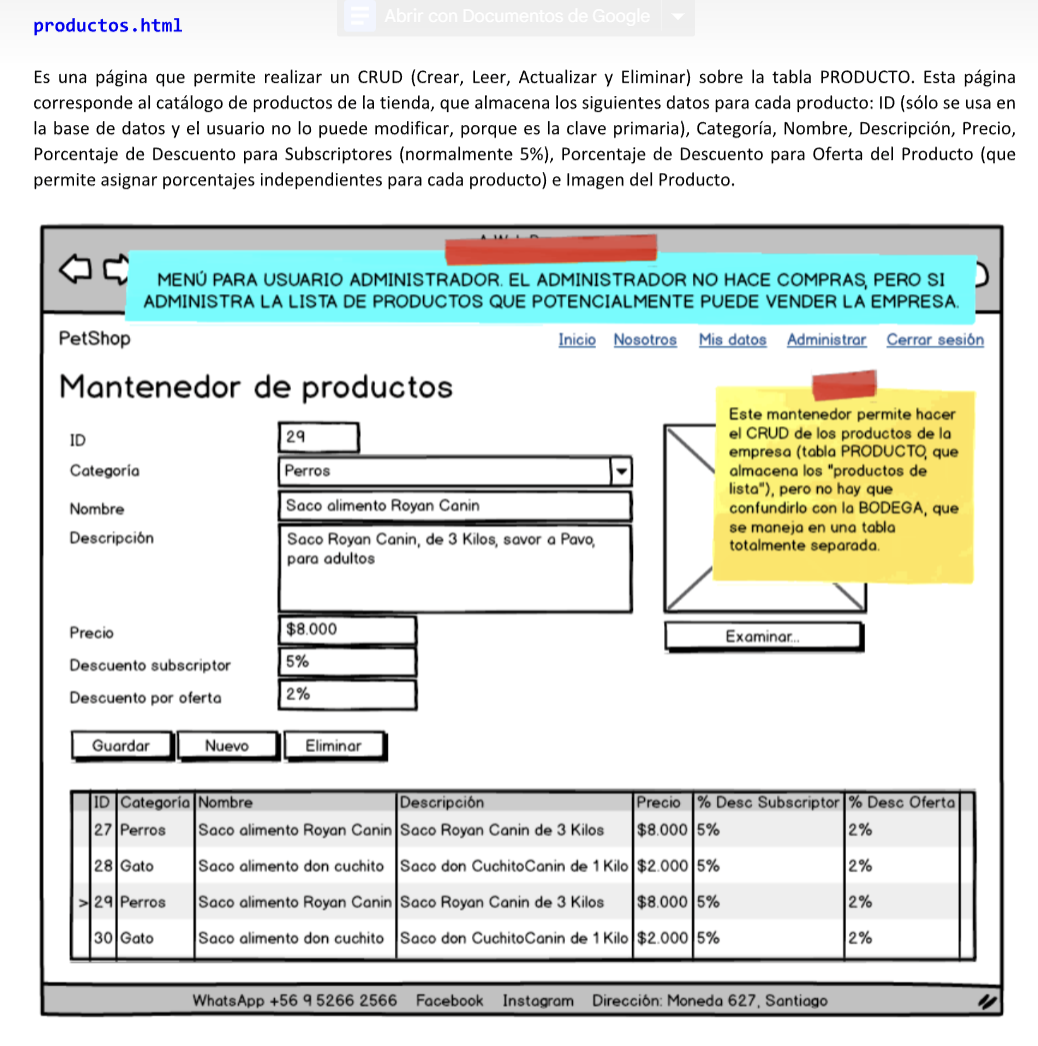 Abrir con Documentos de Google
productos.html
Es una página que permite realizar un CRUD (Crear, Leer, Actualizar y Eliminar) sobre la tabla PRODUCTO. Esta página
corresponde al catálogo de productos de la tienda, que almacena los siguientes datos para cada producto: ID (sólo se usa en
la base de datos y el usuario no lo puede modificar, porque es la clave primaria), Categoría, Nombre, Descripción, Precio,
Porcentaje de Descuento para Subscriptores (normalmente 5%), Porcentaje de Descuento para Oferta del Producto (que
permite asignar porcentajes independientes para cada producto) e Imagen del Producto.
MENÚ PARA USUARIO ADMINISTRADOR. EL ADMINISTRADOR NO HACE COMPRAS, PERO SI
ADMINISTRA LA LISTA DE PRODUCTOS QUE POTENCIALMENTE PUEDE VENDER LA EMPRESA.
PetShop Inicio Nosotros Mis datos Administrar Cerrar sesión
Mantenedor de productos
ID 29
Categoría Perros
Nombre Saco alimento Royan Canin
Descripción Saco Royan Canin, de 3 Kilos, savor a Pavo,
para adultos
Precio $8.000
Descuento subscriptor 5%
Descuento por oferta 2%
Este mantenedor permite hacer
el CRUD de los productos de la
empresa (tabla PRODUCTO, que
almacena los "productos de
lista"), pero no hay que
confundirlo con la BODEGA, que
se maneja en una tabla
totalmente separada.
Examinar...
Guardar Nuevo Eliminar
ID Categoría Nombre Descripción Precio % Desc Subscriptor % Desc Oferta
27 Perros Saco alimento Royan Canin Saco Royan Canin de 3 Kilos $8.000 5% 2%
28 Gato Saco alimento don cuchito Saco don CuchitoCanin de 1 Kilo $2.000 5% 2%
> 29 Perros Saco alimento Royan Canin Saco Royan Canin de 3 Kilos $8.000 5% 2%
30 Gato Saco alimento don cuchito Saco don CuchitoCanin de 1 Kilo $2.000 5% 2%
WhatsApp +56 9 5266 2566 Facebook Instagram Dirección: Moneda 627, Santiago